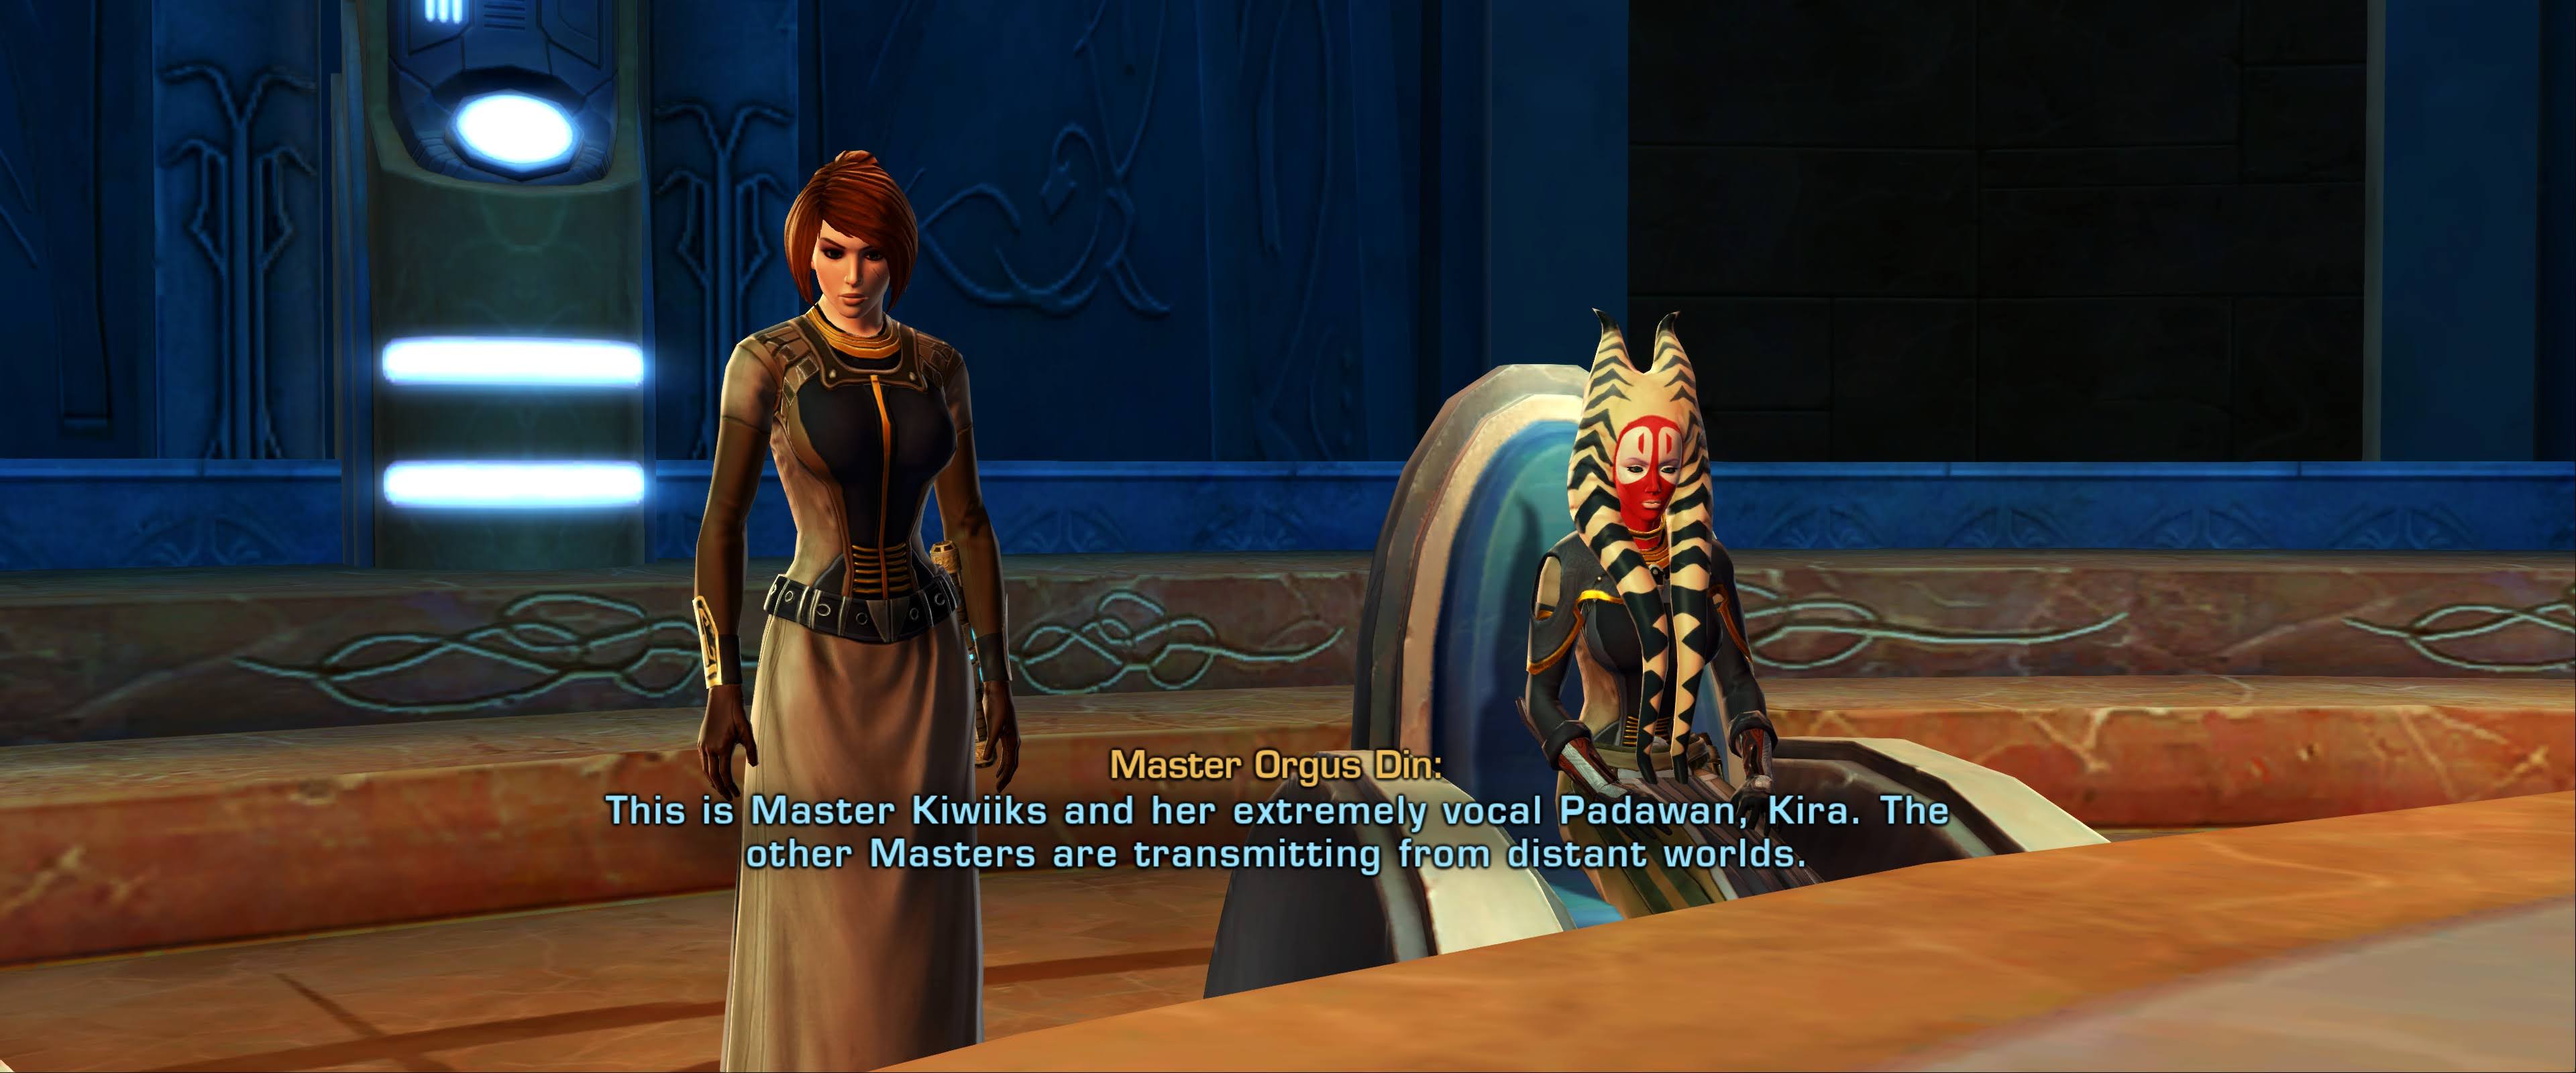 Master Orgus Din:
This is Master Kiwiiks and her extremely vocal Padawan, Kira. The
other Masters are transmitting from distant worlds.